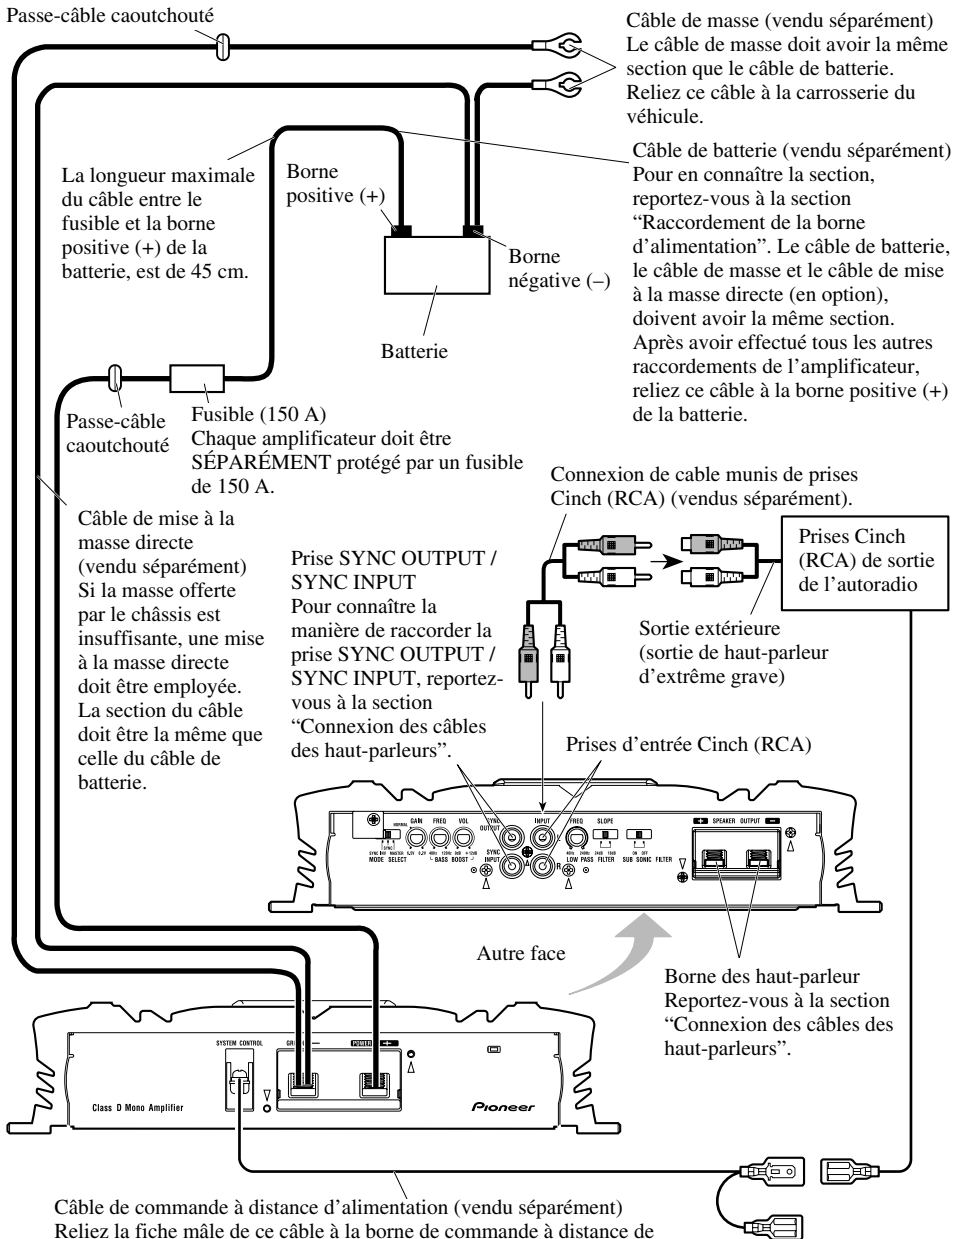 Passe-câble caoutchouté
Câble de masse (vendu séparément)
Le câble de masse doit avoir la même
section que le câble de batterie.
Reliez ce câble à la carrosserie du
véhicule.
La longueur maximale
du câble entre le
fusible et la borne
positive (+) de la
batterie, est de 45 cm.
Borne
positive (+)
Borne
négative (–)
Batterie
Câble de batterie (vendu séparément)
Pour en connaître la section,
reportez-vous à la section
“Raccordement de la borne
d’alimentation”. Le câble de batterie,
le câble de masse et le câble de mise
à la masse directe (en option),
doivent avoir la même section.
Après avoir effectué tous les autres
raccordements de l’amplificateur,
reliez ce câble à la borne positive (+)
de la batterie.
Passe-câble
caoutchouté
Fusible (150 A)
Chaque amplificateur doit être
SÉPARÉMENT protégé par un fusible
de 150 A.
Câble de mise à la
masse directe
(vendu séparément)
Si la masse offerte
par le châssis est
insuffisante, une mise
à la masse directe
doit être employée.
La section du câble
doit être la même que
celle du câble de
batterie.
Connexion de cable munis de prises
Cinch (RCA) (vendus séparément).
Prises Cinch
(RCA) de sortie
de l’autoradio
Prise SYNC OUTPUT /
SYNC INPUT
Pour connaître la
manière de raccorder la
prise SYNC OUTPUT /
SYNC INPUT, reportez-
vous à la section
“Connexion des câbles
des haut-parleurs”.
Sortie extérieure
(sortie de haut-parleur
d’extrême grave)
Prises d’entrée Cinch (RCA)
NORMAL GAIN FREQ VOL
SYNC OUTPUT INPUT FREQ SLOPE
SPEAKER OUTPUT
MODE SELECT BASS BOOST
SYNC INPUT R LOW PASS FILTER SUB SONIC FILTER
Autre face
Borne des haut-parleur
Reportez-vous à la section
“Connexion des câbles des
haut-parleurs”.
SYSTEM CONTROL
POWER
Class D Mono Amplifier
Pioneer
Câble de commande à distance d’alimentation (vendu séparément)
Reliez la fiche mâle de ce câble à la borne de commande à distance de